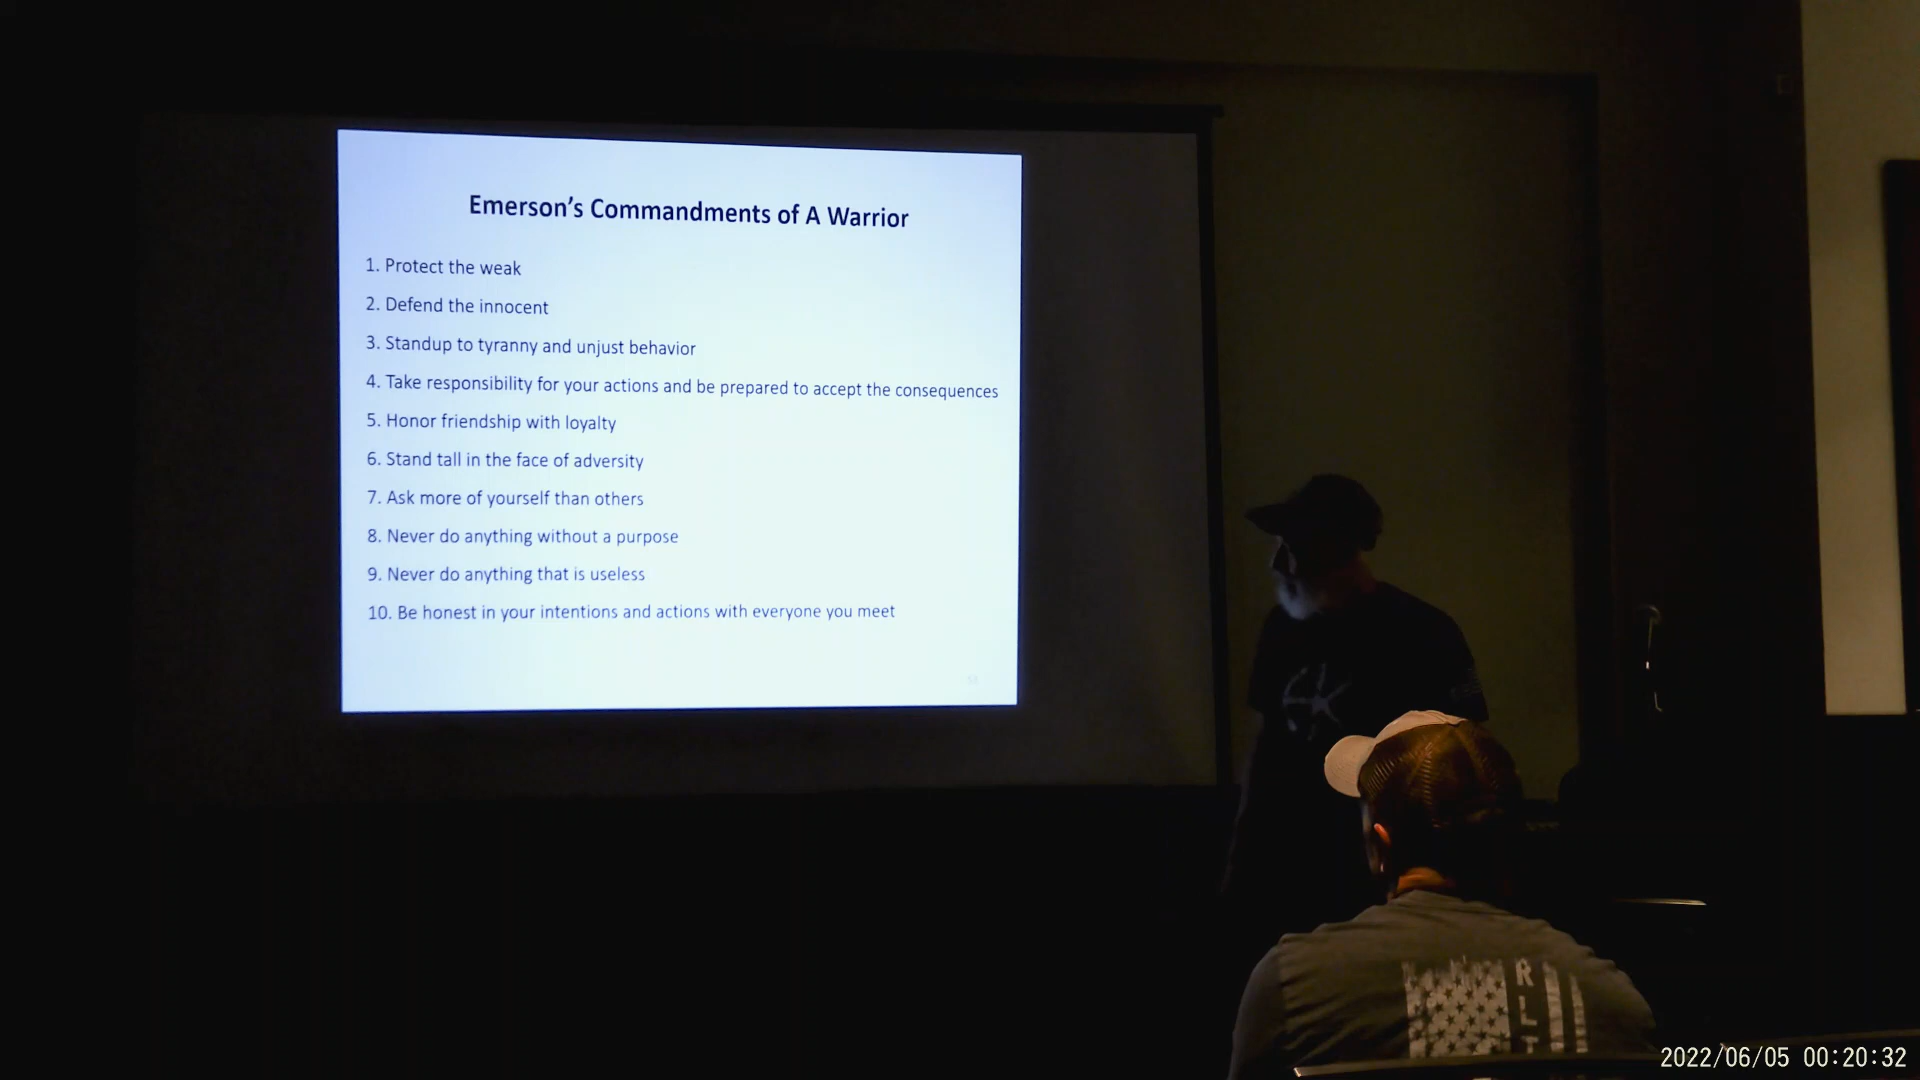 Emerson's Commandments of A Warrior
1. Protect the weak
2. Defend the innocent
3. Standup to tyranny and unjust behavior
4. Take responsibility for your actions and be prepared to accept the consequences
5. Honor friendship with loyalty
6. Stand tall in the face of adversity
7. Ask more of yourself than others
8. Never do anything without a purpose
9. Never do anything that is useless
10. Be honest in your intentions and actions with everyone you meet
R
L
T
2022/06/05 00:20:32